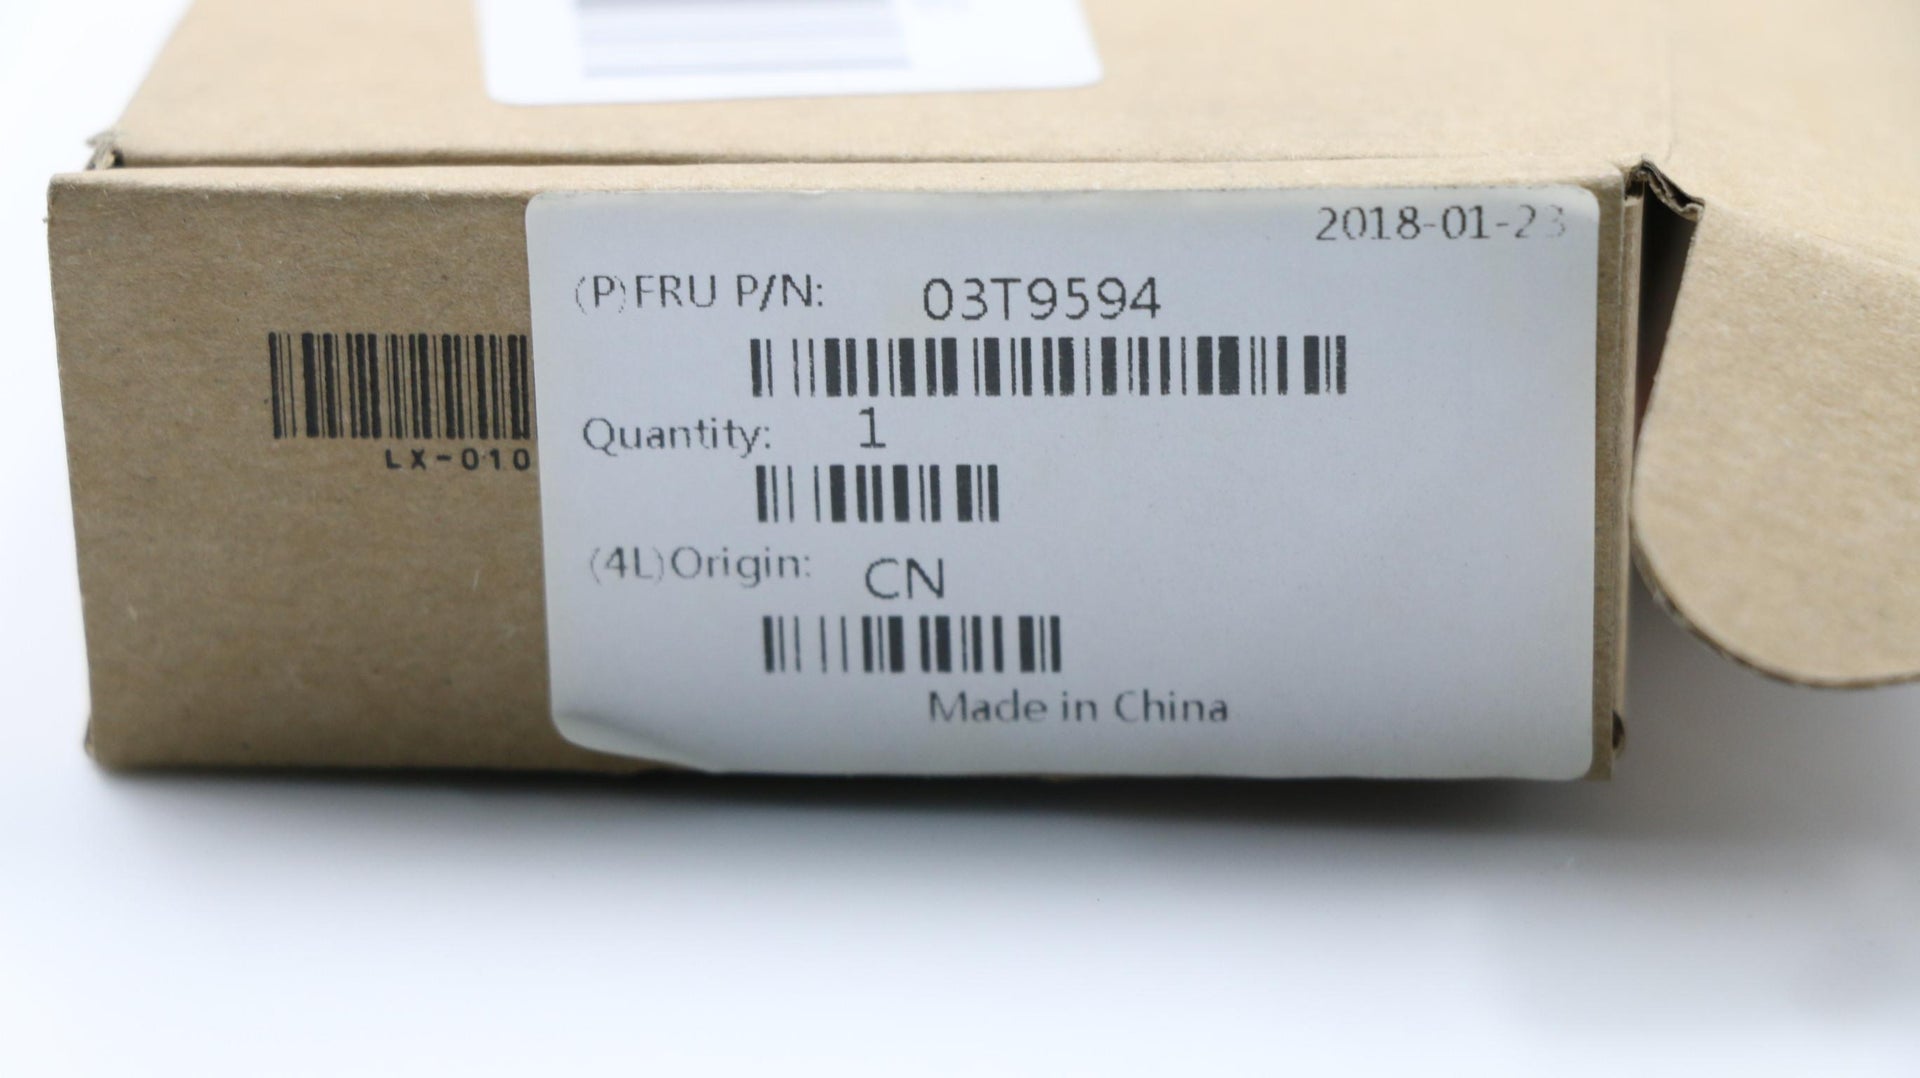 2018-01-23
(P)FRU P/N: 03T9594
LX-010
Quantity: 1
(4L)Origin: CN
Made in China